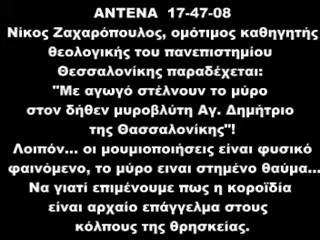 ΑΝΤΕΝΑ 17-47-08
Νίκος Ζαχαρόπουλος, ομότιμος καθηγητής
θεολογικής του πανεπιστημίου
Θεσσαλονίκης παραδέχεται:
"Με αγωγό στέλνουν το μύρο
στον δήθεν μυροβλύτη Αγ. Δημήτριο
της Θασσαλονίκης"!
Λοιπόν... οι μουμιοποιήσεις είναι φυσικό
φαινόμενο, το μύρο ειναι στημένο θαύμα...
Να γιατί επιμένουμε πως η κοροϊδία
είναι αρχαίο επάγγελμα στους
κόλπους της θρησκείας.